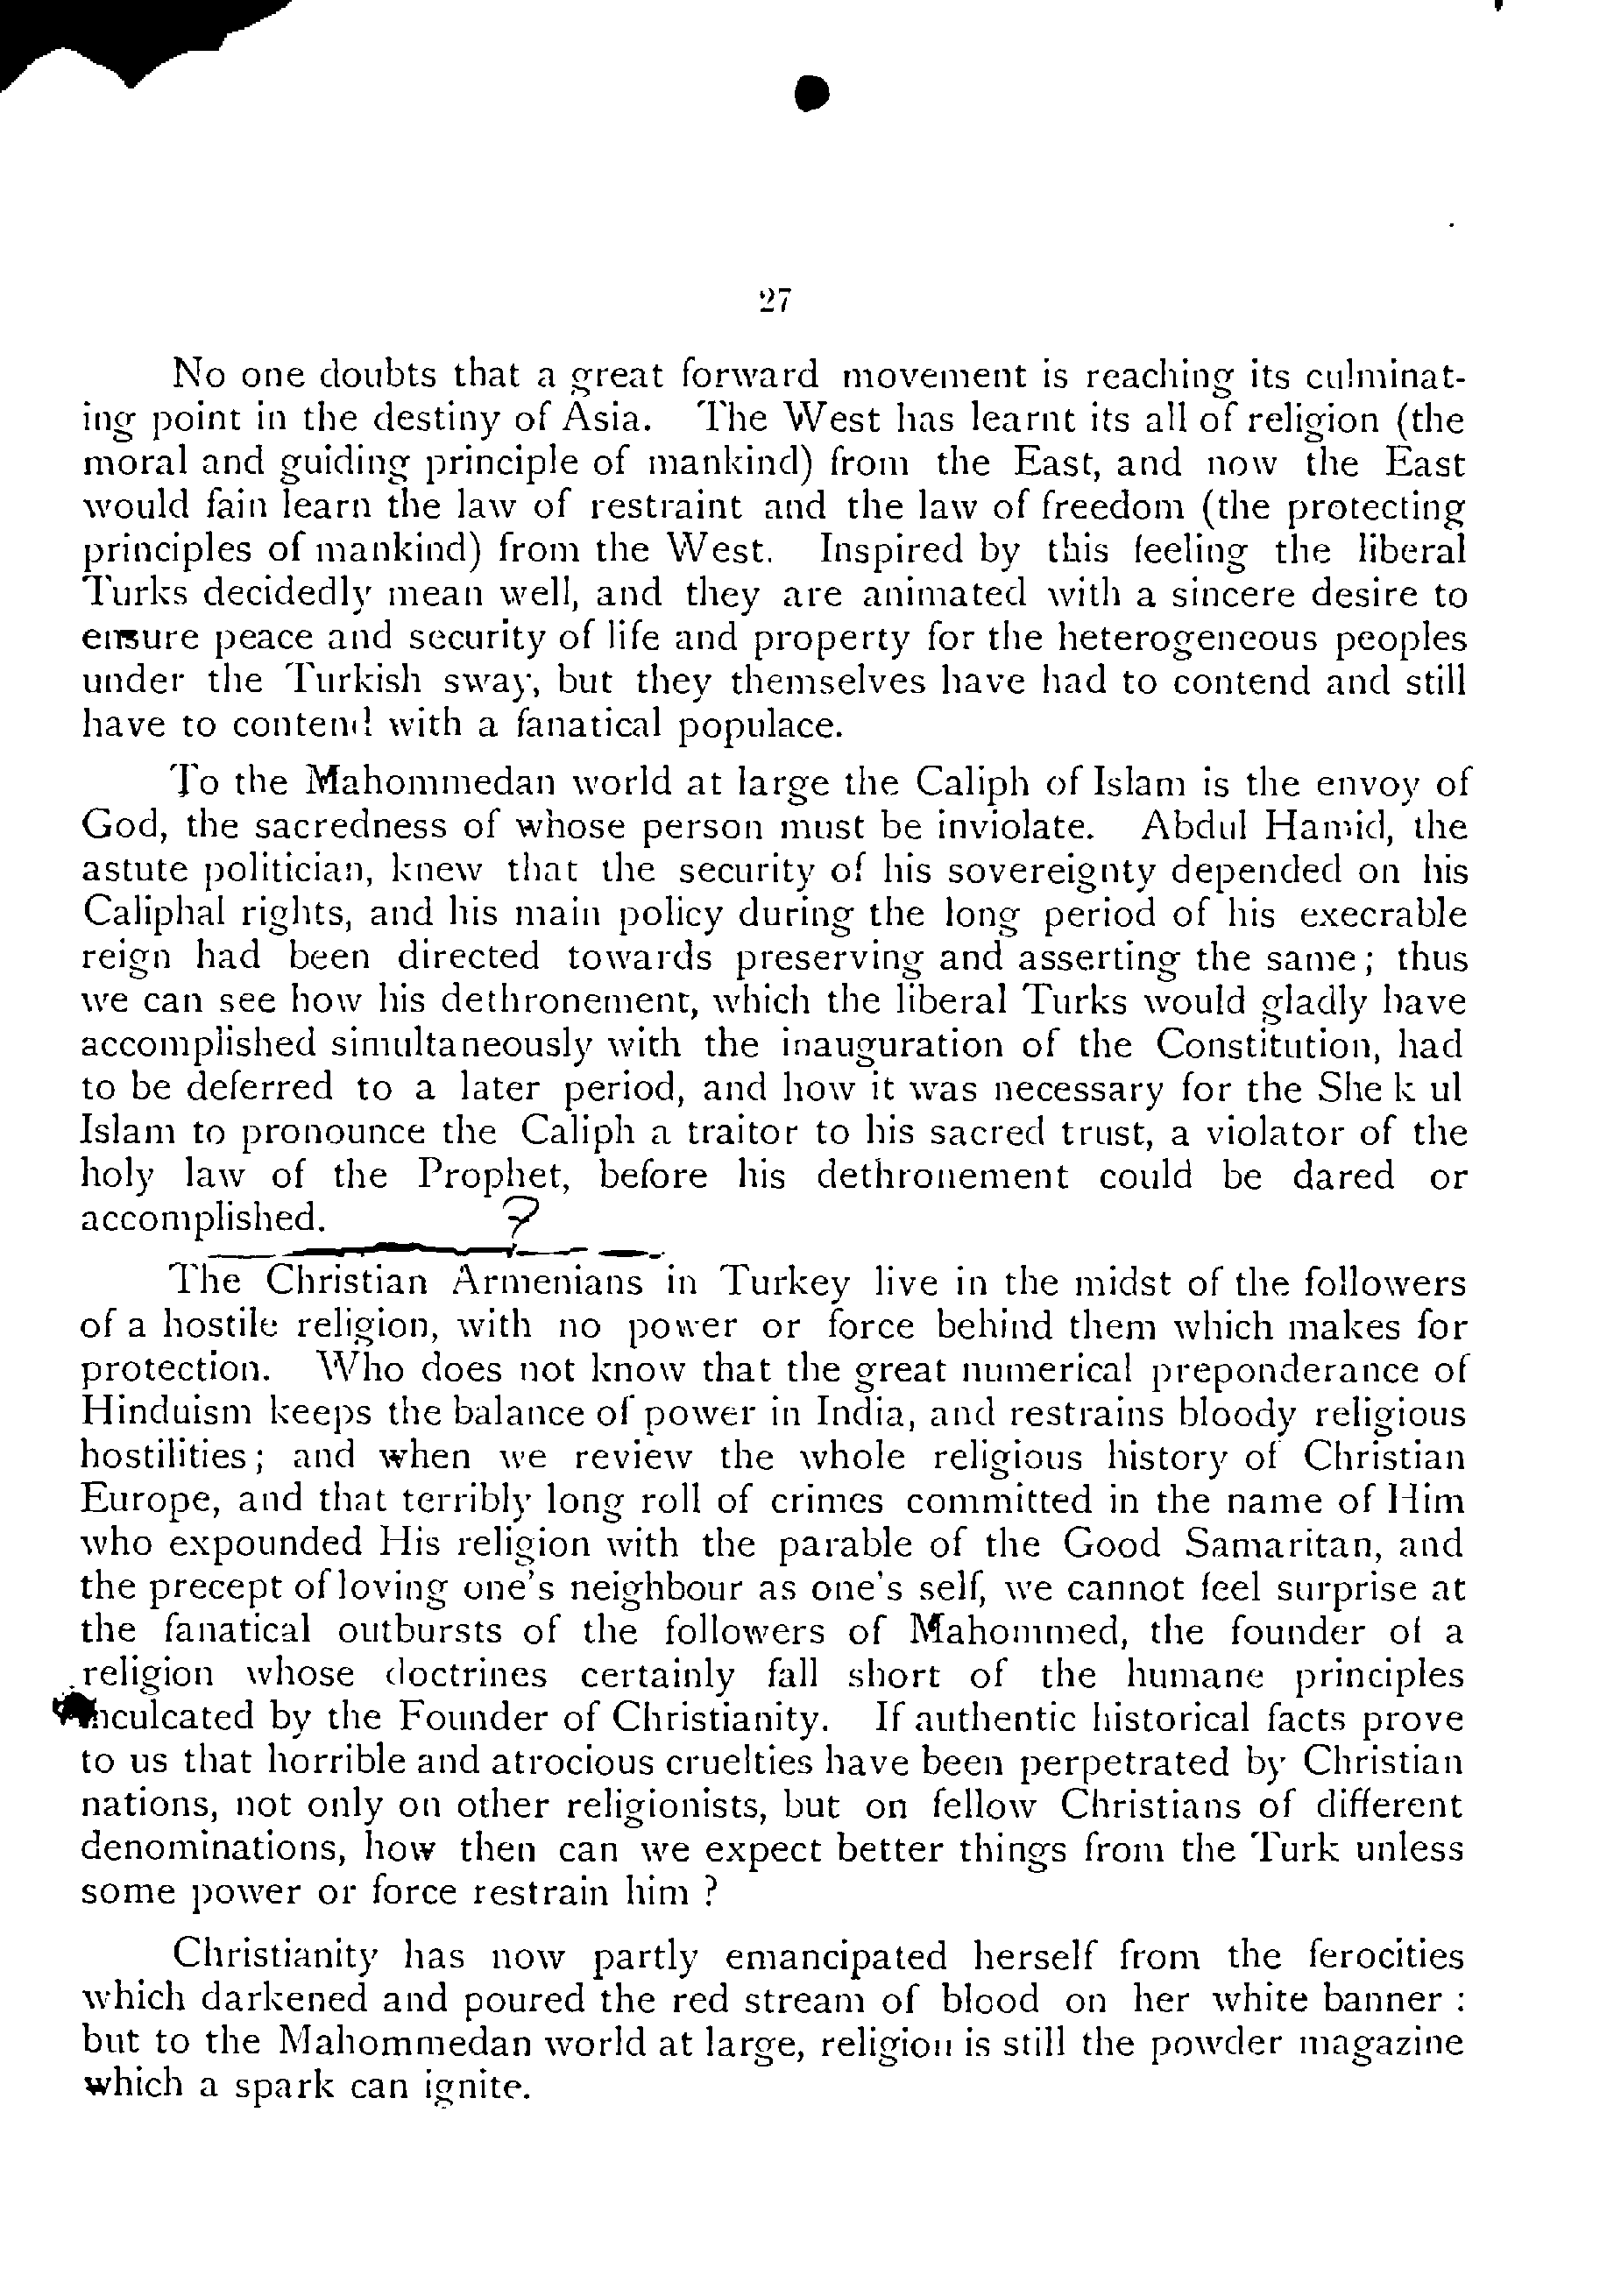 27
No one doubts that a great forward movement is reaching its culminat-
ing point in the destiny of Asia. The West has learnt its all of religion (the
moral and guiding principle of mankind) from the East, and now the East
would fain learn the law of restraint and the law of freedom (the protecting
principles of mankind) from the West. Inspired by this feeling the liberal
Turks decidedly mean well, and they are animated with a sincere desire to
ensure peace and security of life and property for the heterogeneous peoples
under the Turkish sway, but they themselves have had to contend and still
have to contend with a fanatical populace.
To the Mahommedan world at large the Caliph of Islam is the envoy of
God, the sacredness of whose person must be inviolate. Abdul Hamid, the
astute politician, knew that the security of his sovereignty depended on his
Caliphal rights, and his main policy during the long period of his execrable
reign had been directed towards preserving and asserting the same; thus
we can see how his dethronement, which the liberal Turks would gladly have
accomplished simultaneously with the inauguration of the Constitution, had
to be deferred to a later period, and how it was necessary for the She k ul
Islam to pronounce the Caliph a traitor to his sacred trust, a violator of the
holy law of the Prophet, before his dethronement could be dared or
accomplished. ?
The Christian Armenians in Turkey live in the midst of the followers
of a hostile religion, with no power or force behind them which makes for
protection. Who does not know that the great numerical preponderance of
Hinduism keeps the balance of power in India, and restrains bloody religious
hostilities; and when we review the whole religious history of Christian
Europe, and that terribly long roll of crimes committed in the name of Him
who expounded His religion with the parable of the Good Samaritan, and
the precept of loving one's neighbour as one's self, we cannot feel surprise at
the fanatical outbursts of the followers of Mahommed, the founder of a
religion whose doctrines certainly fall short of the humane principles
inculcated by the Founder of Christianity. If authentic historical facts prove
to us that horrible and atrocious cruelties have been perpetrated by Christian
nations, not only on other religionists, but on fellow Christians of different
denominations, how then can we expect better things from the Turk unless
some power or force restrain him ?
Christianity has now partly emancipated herself from the ferocities
which darkened and poured the red stream of blood on her white banner :
but to the Mahommedan world at large, religion is still the powder magazine
which a spark can ignite.